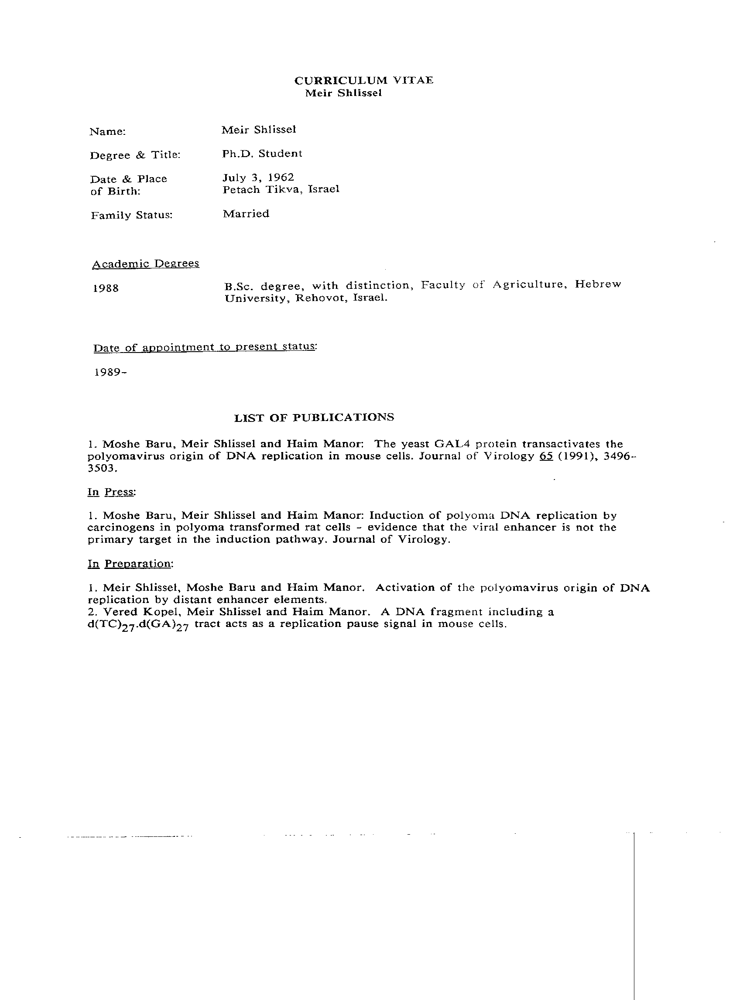 CURRICULUM VITAE
Meir Shlissel
Name: Meir Shlissel
Degree & Title: Ph.D. Student
Date & Place July 3, 1962
of Birth: Petach Tikva, Israel
Family Status: Married
Academic Degrees
1988 B.Sc. degree, with distinction, Faculty of Agriculture, Hebrew
University, Rehovot, Israel.
Date of appointment to present status:
1989-
LIST OF PUBLICATIONS
1. Moshe Baru, Meir Shlissel and Haim Manor: The yeast GAL4 protein transactivates the
polyomavirus origin of DNA replication in mouse cells. Journal of Virology 65 (1991), 3496-
3503.
In Press:
1. Moshe Baru, Meir Shlissel and Haim Manor: Induction of polyoma DNA replication by
carcinogens in polyoma transformed rat cells - evidence that the viral enhancer is not the
primary target in the induction pathway. Journal of Virology.
In Preparation:
1. Meir Shlissel, Moshe Baru and Haim Manor. Activation of the polyomavirus origin of DNA
replication by distant enhancer elements.
2. Vered Kopel, Meir Shlissel and Haim Manor. A DNA fragment including a
d(TC)27.d(GA)27 tract acts as a replication pause signal in mouse cells.